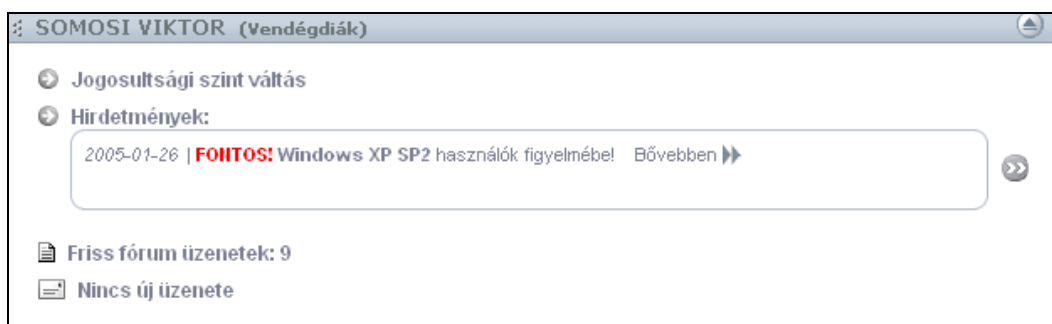 SOMOSI VIKTOR (Vendégdiák)
Jogosultsági szint váltás
Hirdetmények:
2005-01-26 | FONTOS! Windows XP SP2 használók figyelmébe! Bővebben
Friss fórum üzenetek: 9
Nincs új üzenete